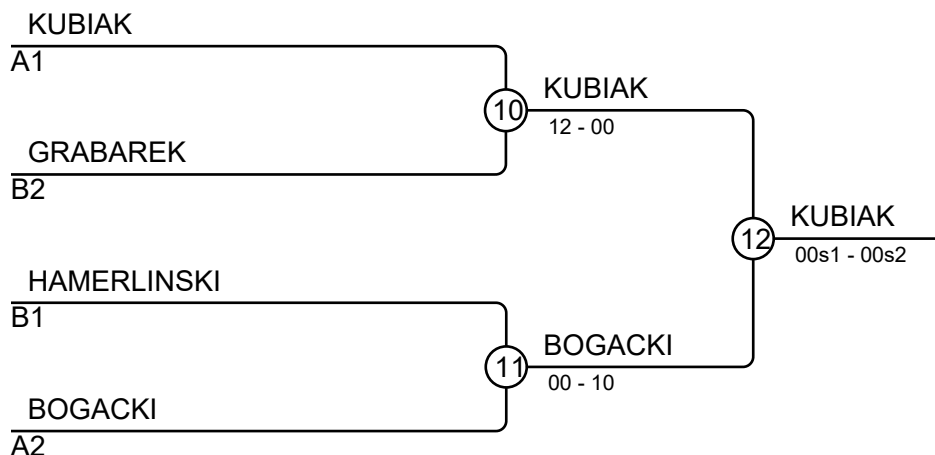 KUBIAK
A1
10
KUBIAK
12 - 00
GRABAREK
B2
12
KUBIAK
00s1 - 00s2
HAMERLINSKI
B1
11
BOGACKI
00 - 10
BOGACKI
A2